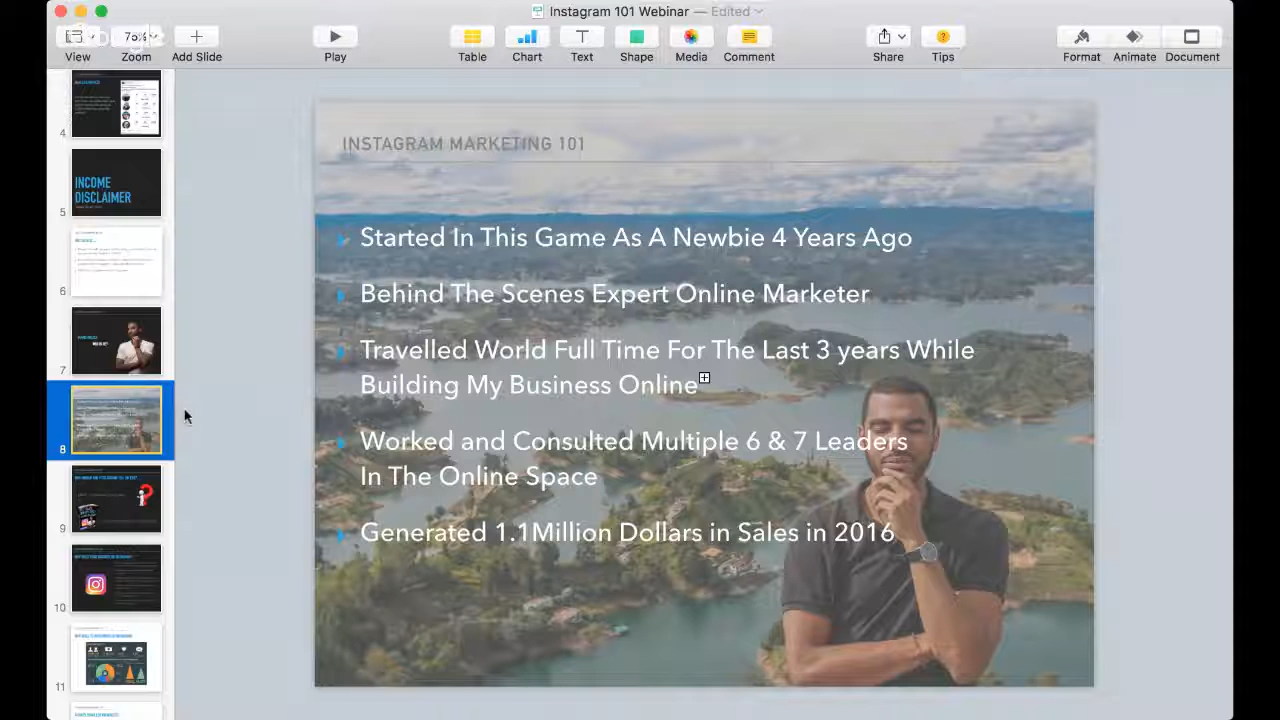 Instagram 101 Webinar — Edited
View
Zoom
Add Slide
Play
Table
Chart
Text
Shape
Media
Comment
Share
Tips
Format
Animate
Document
4
INCOME
DISCLAIMER
5
6
7
8
9
10
11
INSTAGRAM MARKETING 101
Started In This Game As A Newbie 4 Years Ago
Behind The Scenes Expert Online Marketer
Travelled World Full Time For The Last 3 years While
Building My Business Online
Worked and Consulted Multiple 6 & 7 Leaders
In The Online Space
Generated 1.1Million Dollars in Sales in 2016